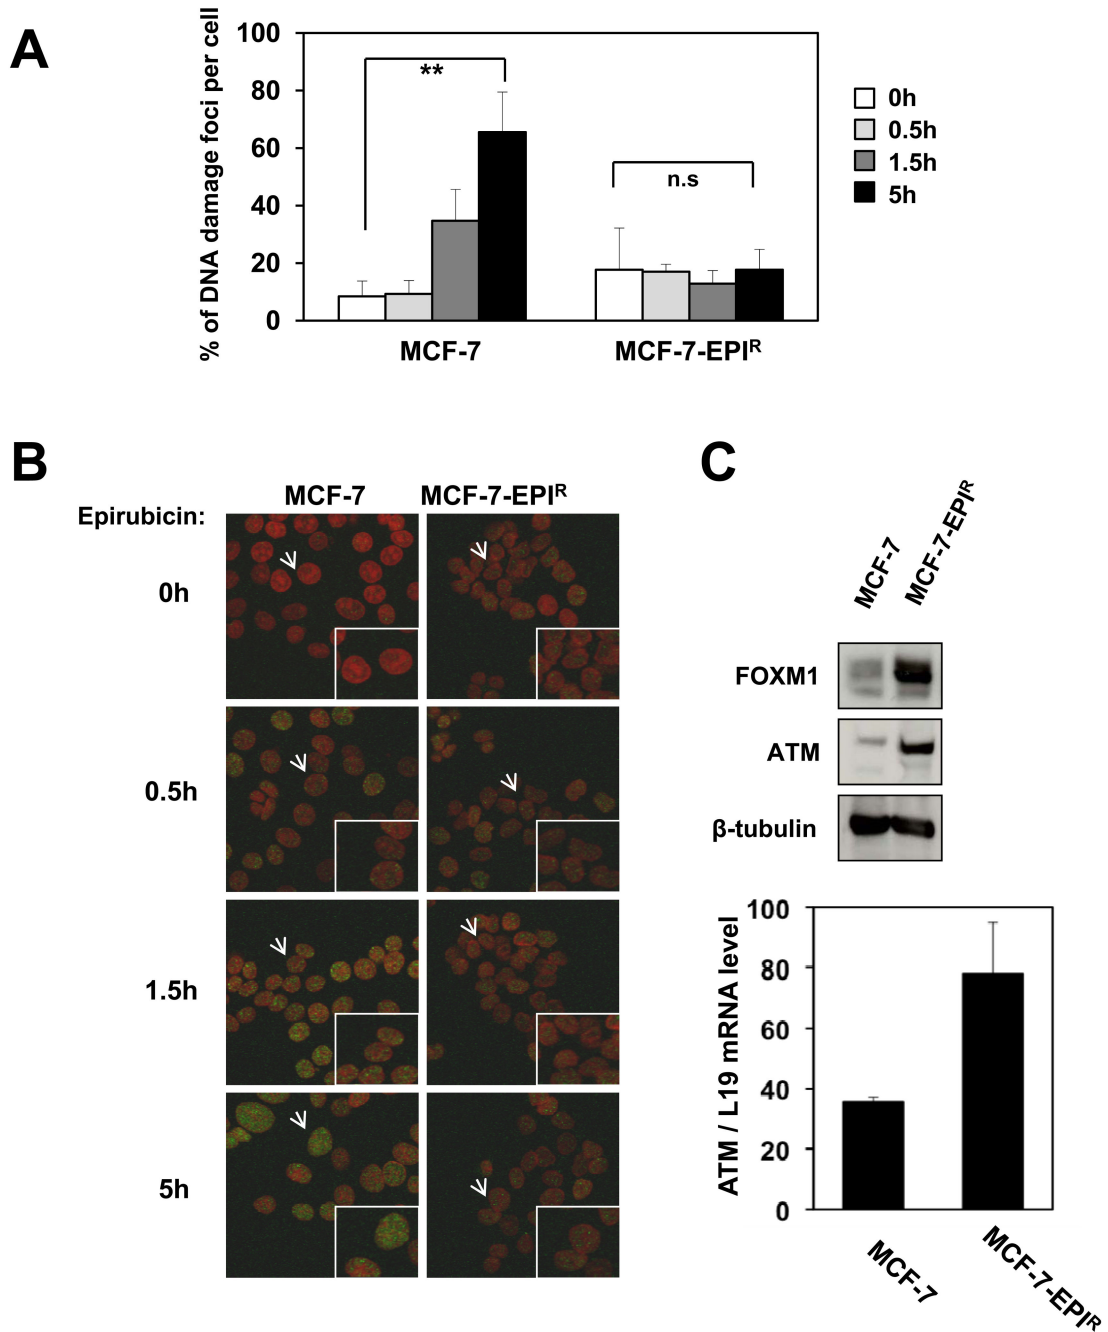 A
% of DNA damage foci per cell
100
80
60
40
20
0
**
n.s
MCF-7
MCF-7-EPIᴿ
0h
0.5h
1.5h
5h
B
Epirubicin:
MCF-7
MCF-7-EPIᴿ
0h
0.5h
1.5h
5h
C
MCF-7
MCF-7-EPIᴿ
FOXM1
ATM
β-tubulin
ATM / L19 mRNA level
100
80
60
40
20
0
MCF-7
MCF-7-EPIᴿ